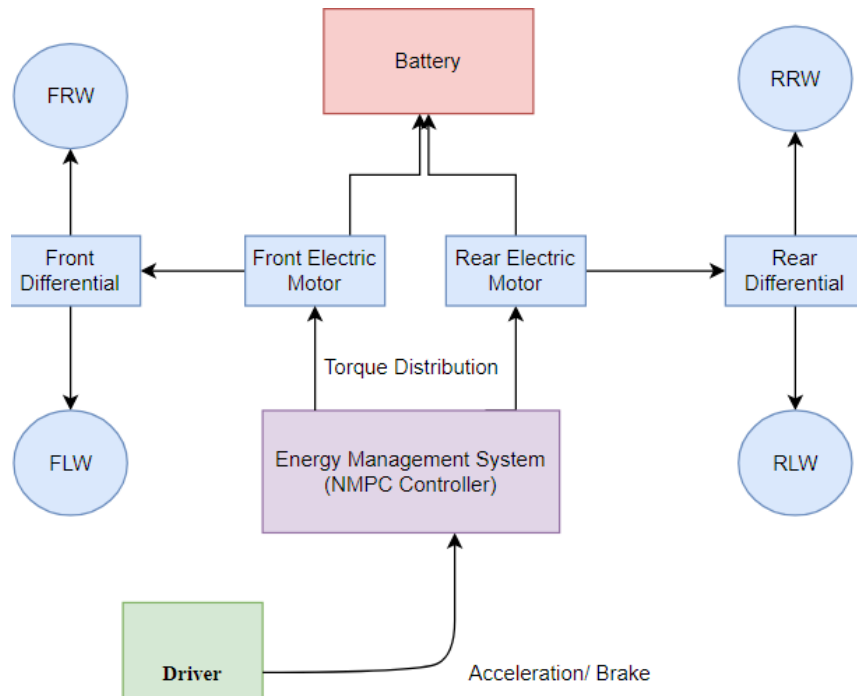 Battery
FRW
RRW
Front
Differential
Front Electric
Motor
Rear Electric
Motor
Rear
Differential
Torque Distribution
FLW
Energy Management System
(NMPC Controller)
RLW
Driver
Acceleration/ Brake